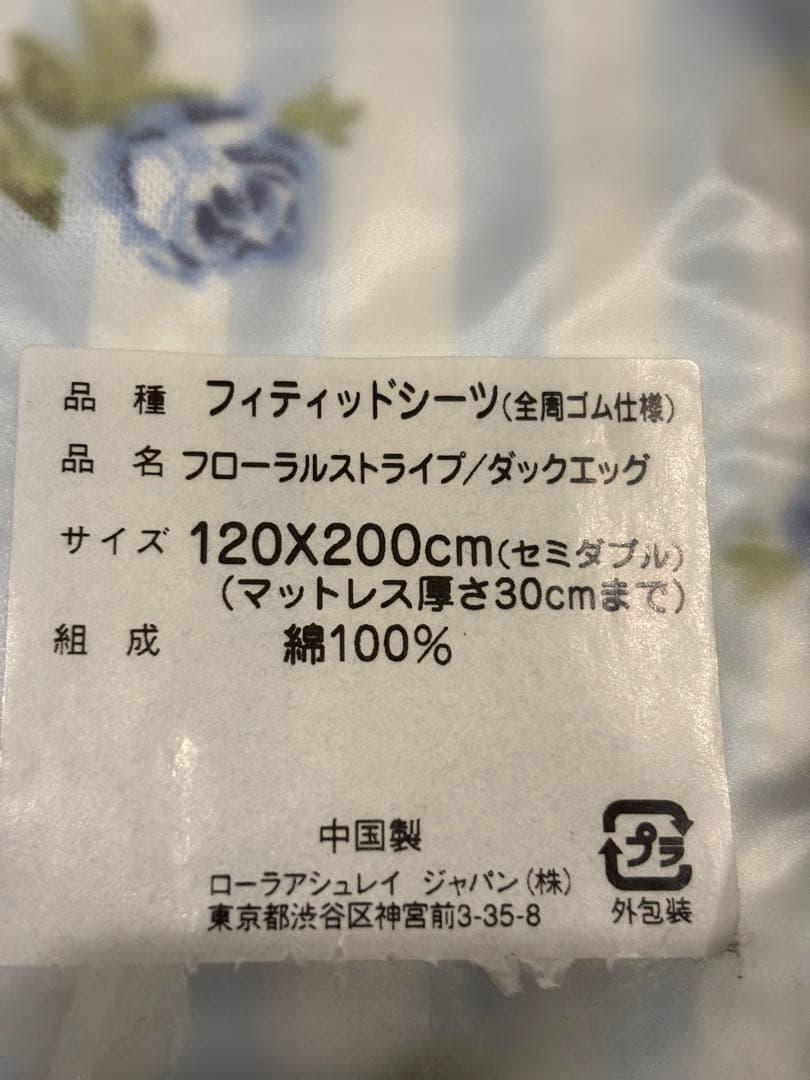 品 種 フィティッドシーツ(全周ゴム仕様)
品 名 フローラルストライプ/ダックエッグ
サイズ 120X200cm(セミダブル)
(マットレス厚さ30cmまで)
組 成 綿100%
中国製
ローラアシュレイ ジャパン(株)
東京都渋谷区神宮前3-35-8
プラ
外包装